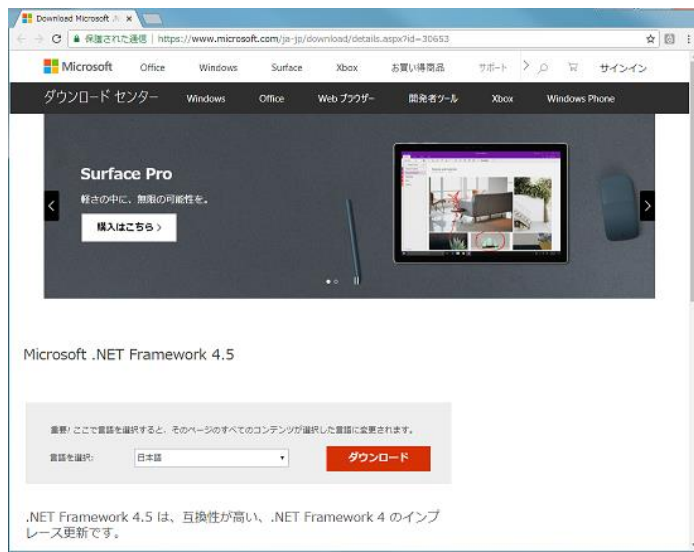 Download Microsoft .N
保護された通信 | https://www.microsoft.com/ja-jp/download/details.aspx?id=30653
Microsoft Office Windows Surface Xbox お買い得商品 サポート サインイン
ダウンロード センター Windows Office Web ブラウザー 開発者ツール Xbox Windows Phone
Surface Pro
軽さの中に、無限の可能性を。
購入はこちら >
Microsoft .NET Framework 4.5
重要! ここで言語を選択すると、そのページのすべてのコンテンツが選択した言語に変更されます。
言語を選択: 日本語 ダウンロード
.NET Framework 4.5 は、互換性が高い、.NET Framework 4 のインプ
レース更新です。